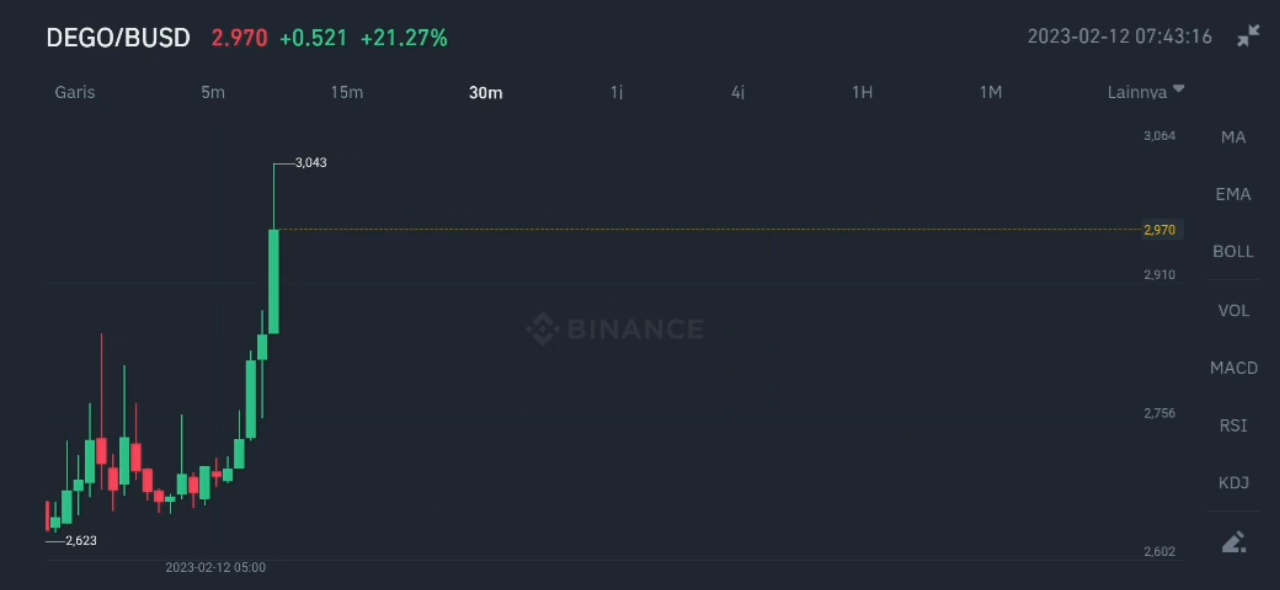 DEGO/BUSD 2.970 +0.521 +21.27% 2023-02-12 07:43:16
Garis 5m 15m 30m 1j 4j 1H 1M Lainnya
3,064 MA
3,043
EMA
2,970
BOLL
2,910
VOL
BINANCE
MACD
2,756
RSI
KDJ
2,623
2,602
2023-02-12 05:00